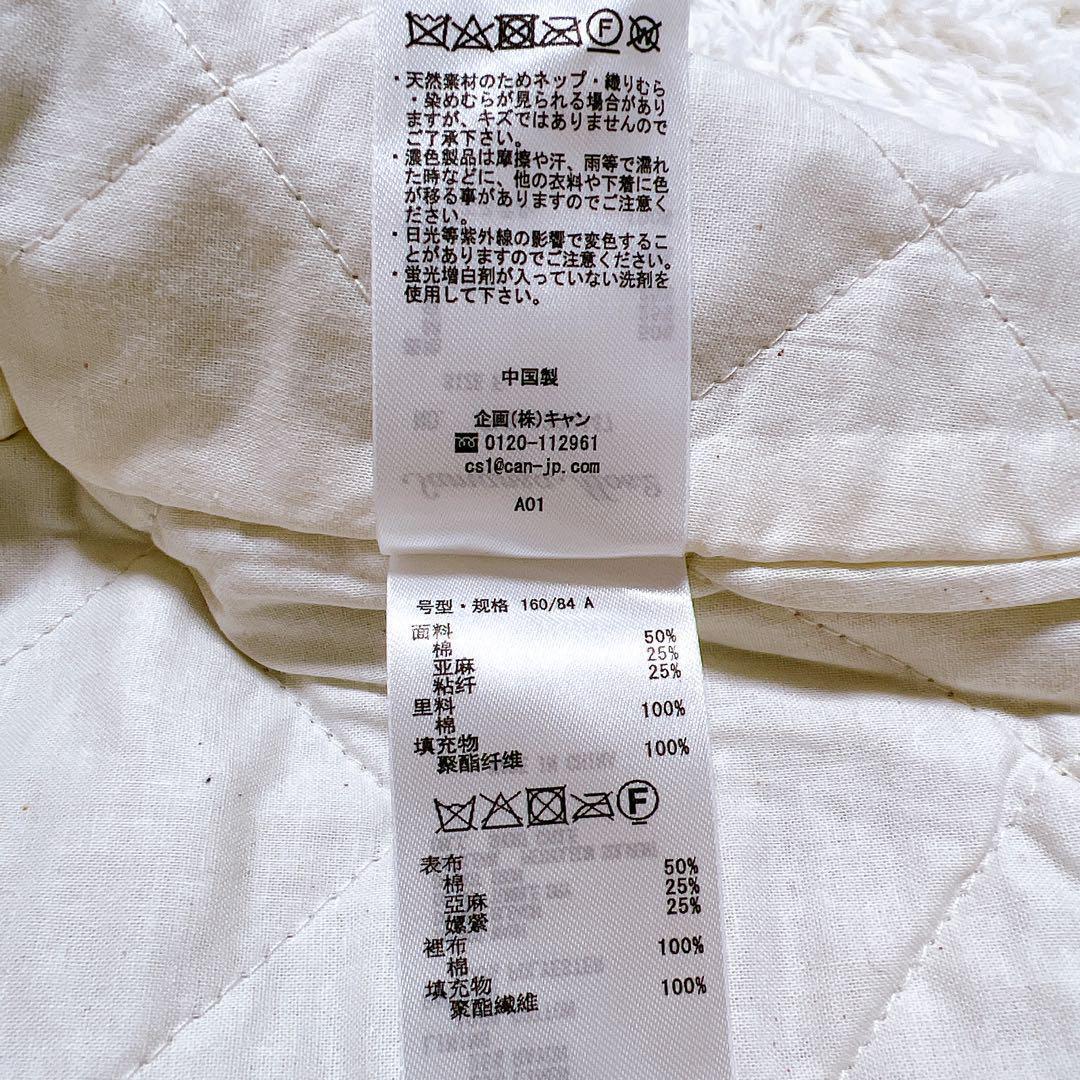 ・天然素材のためネップ・織りむら
・染めむらが見られる場合があり
ますが、キズではありませんので
ご了承下さい。
・濃色製品は摩擦や汗、雨等で濡れ
た時などに、他の衣料や下着に色
が移る事がありますのでご注意く
ださい。
・日光等紫外線の影響で変色するこ
とがありますのでご注意ください。
・蛍光増白剤が入っていない洗剤を
使用して下さい。
中国製
企画(株)キャン
0120-112961
cs1@can-jp.com
A01
号型・规格 160/84 A
面料
棉 50%
亚麻 25%
粘纤 25%
里料
棉 100%
填充物
聚酯纤维 100%
F
表布
棉 50%
亞麻 25%
嫘縈 25%
裡布
棉 100%
填充物
聚酯纖維 100%